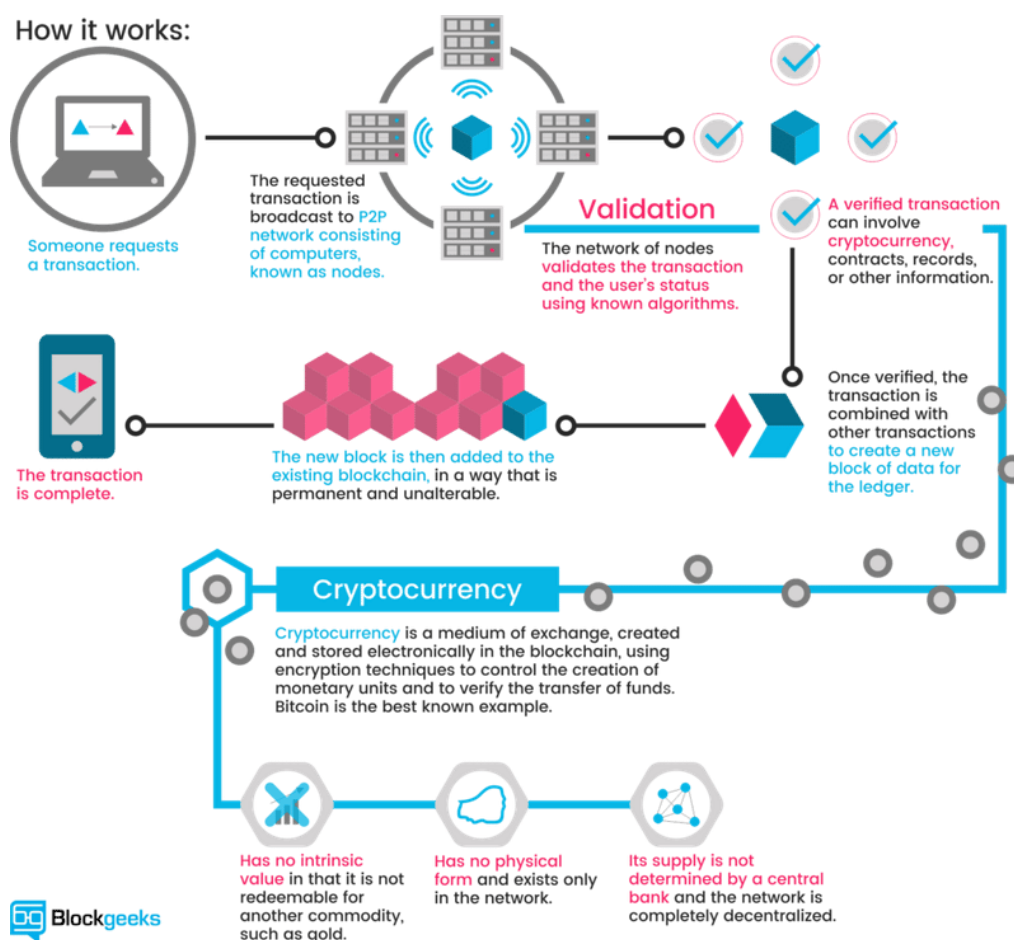 How it works:
Someone requests
a transaction.
The requested
transaction is
broadcast to P2P
network consisting
of computers,
known as nodes.
Validation
The network of nodes
validates the transaction
and the user's status
using known algorithms.
A verified transaction
can involve
cryptocurrency,
contracts, records,
or other information.
Once verified, the
transaction is
combined with
other transactions
to create a new
block of data for
the ledger.
The new block is then added to the
existing blockchain, in a way that is
permanent and unalterable.
The transaction
is complete.
Cryptocurrency
Cryptocurrency is a medium of exchange, created
and stored electronically in the blockchain, using
encryption techniques to control the creation of
monetary units and to verify the transfer of funds.
Bitcoin is the best known example.
Has no intrinsic
value in that it is not
redeemable for
another commodity,
such as gold.
Has no physical
form and exists only
in the network.
Its supply is not
determined by a central
bank and the network is
completely decentralized.
Blockgeeks